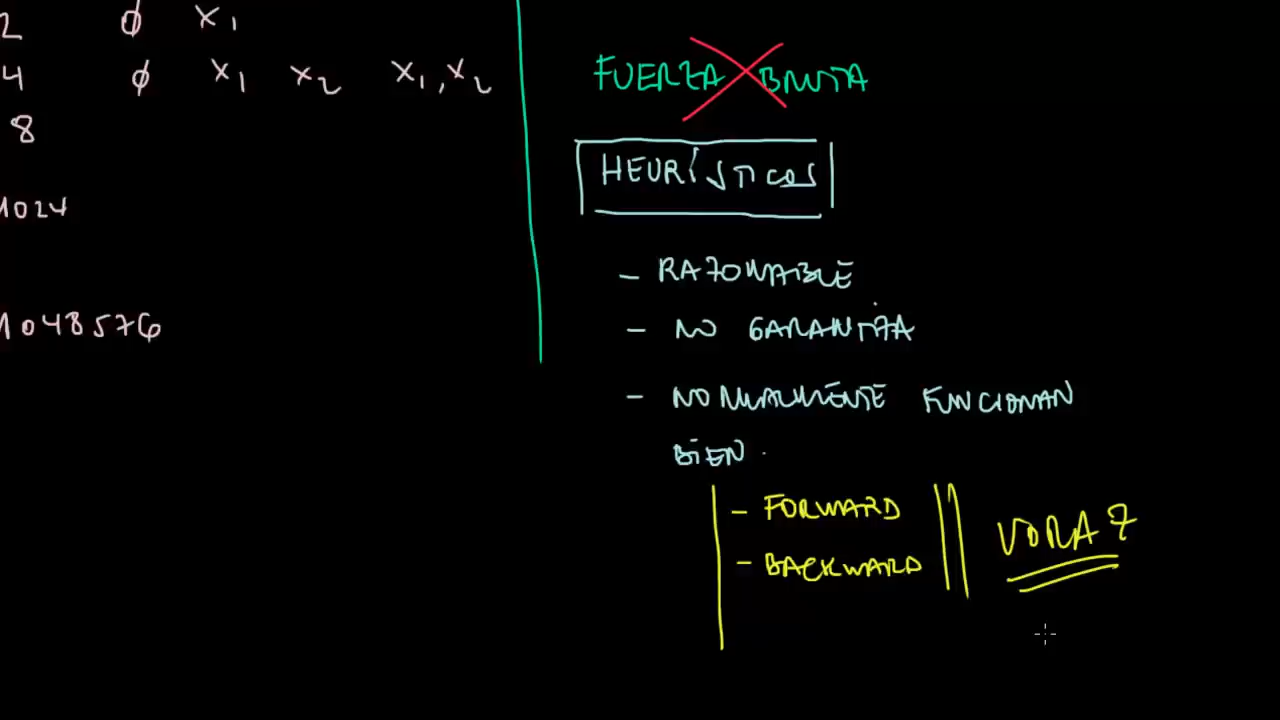 2 ∅ x₁
4 ∅ x₁ x₂ x₁,x₂
8
1024
1048576
FUERZA BRUTA
HEURÍSTICOS
- RAZONABLE
- NO GARANTÍA
- NORMALMENTE FUNCIONAN
BIEN.
- FORWARD
- BACKWARD
VORAZ